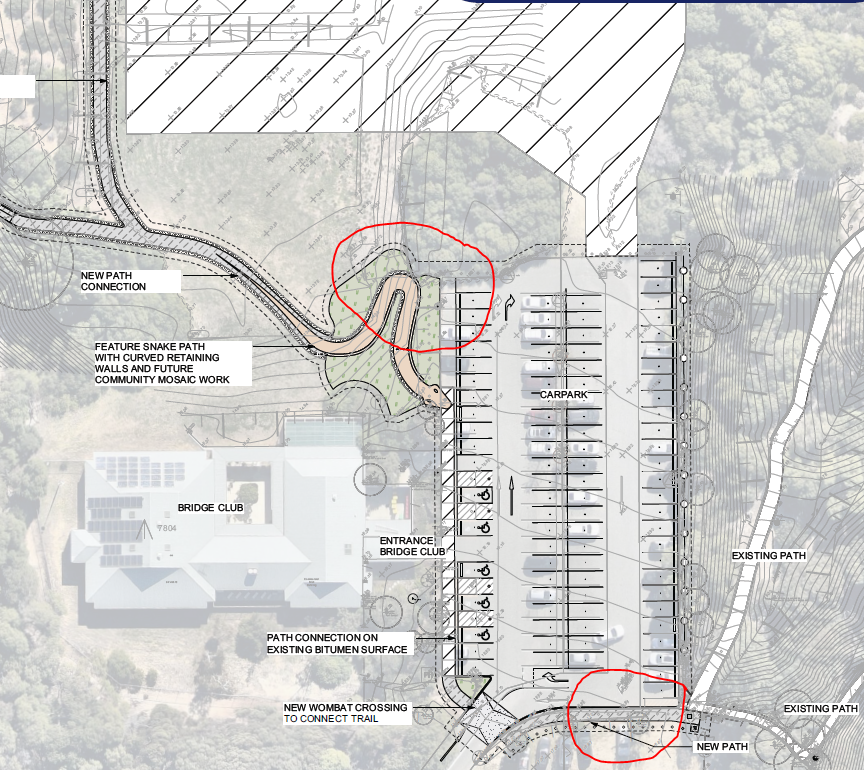 NEW PATH
CONNECTION
FEATURE SNAKE PATH
WITH CURVED RETAINING
WALLS AND FUTURE
COMMUNITY MOSAIC WORK
CARPARK
BRIDGE CLUB
804
ENTRANCE
BRIDGE CLUB
EXISTING PATH
PATH CONNECTION ON
EXISTING BITUMEN SURFACE
NEW WOMBAT CROSSING
TO CONNECT TRAIL
EXISTING PATH
NEW PATH